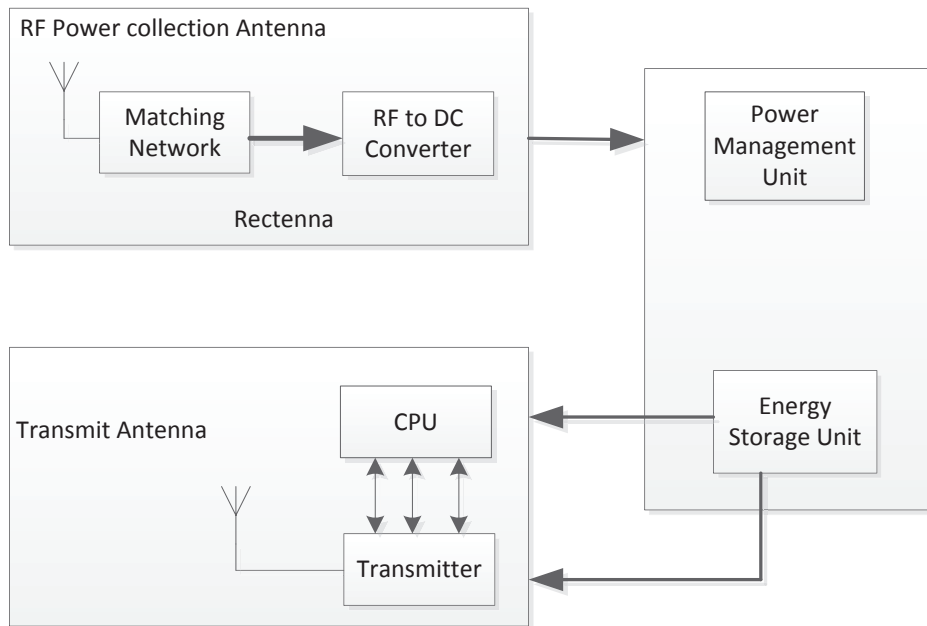 RF Power collection Antenna
Matching
Network
RF to DC
Converter
Rectenna
Power
Management
Unit
Transmit Antenna
CPU
Transmitter
Energy
Storage Unit